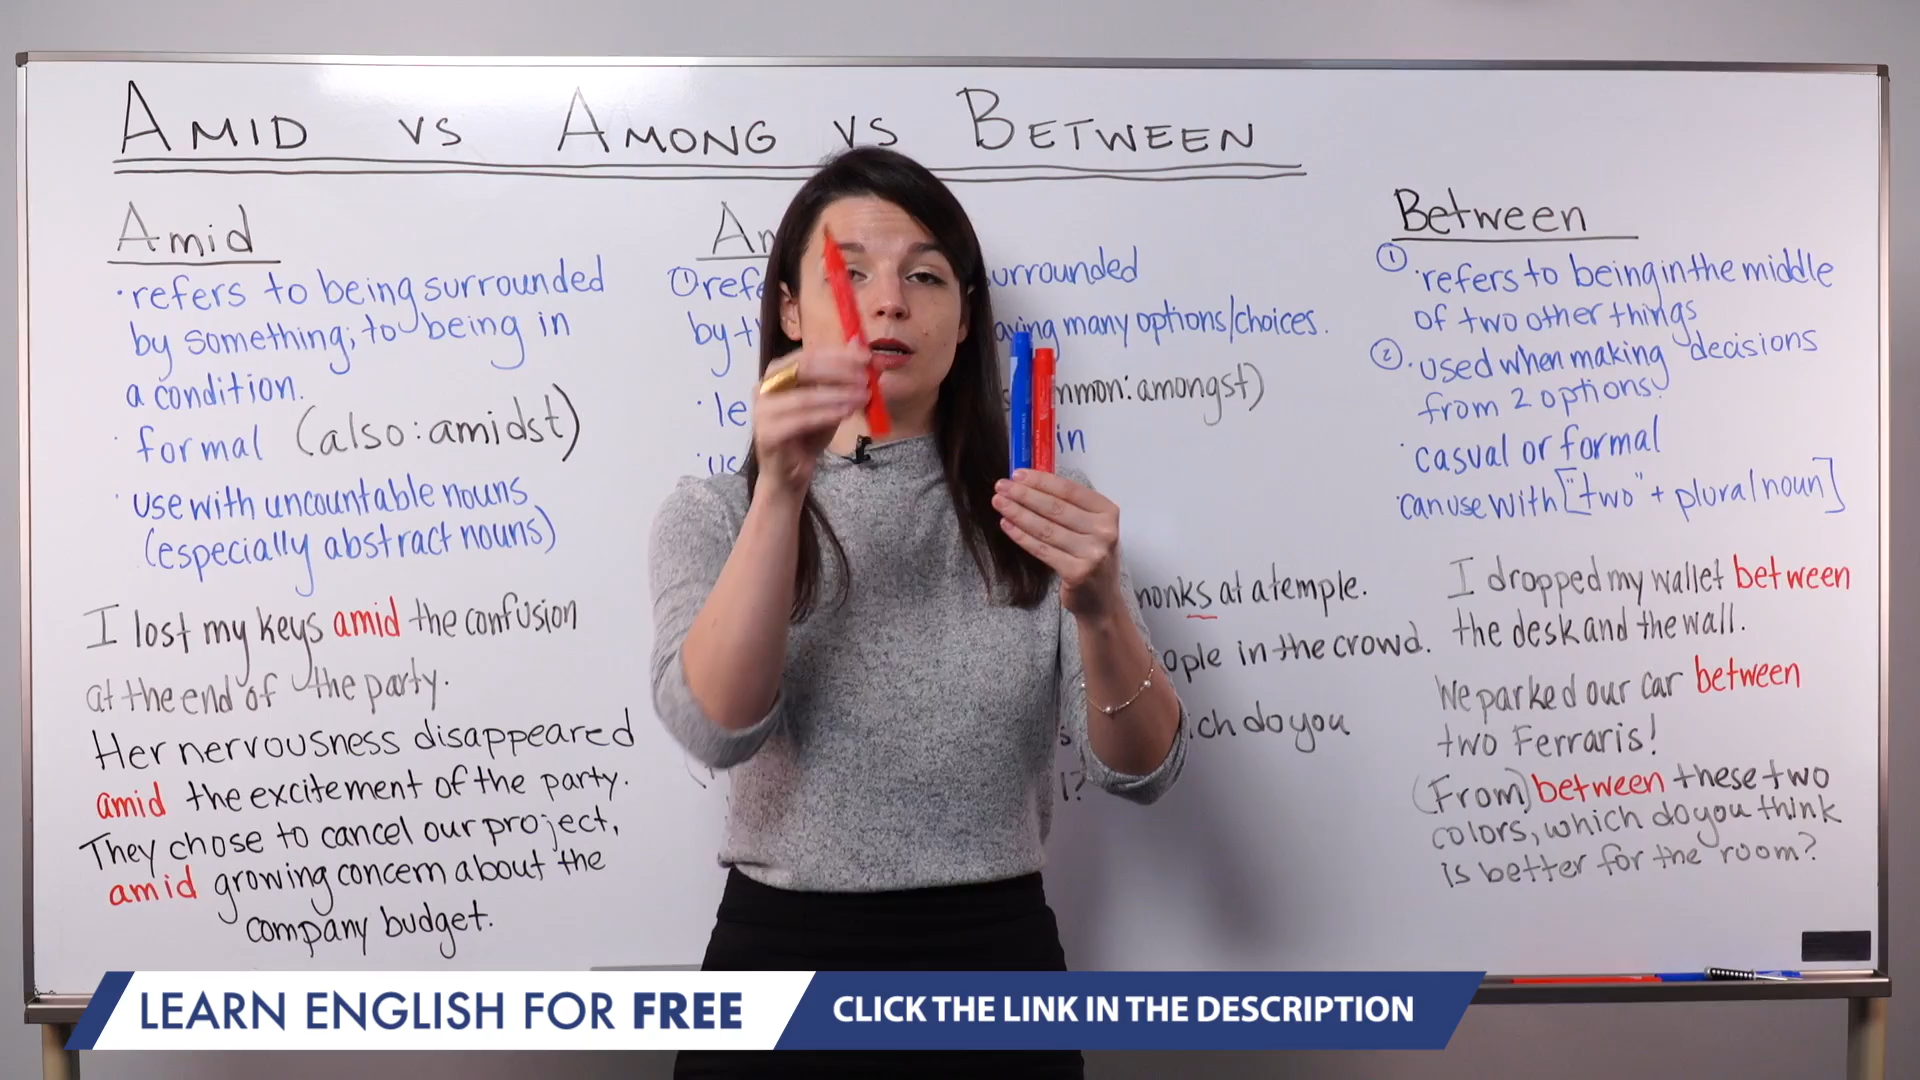 AMID vs AMONG vs BETWEEN
Amid
· refers to being surrounded
by something; to being in
a condition.
· formal (also: amidst)
· use with uncountable nouns
(especially abstract nouns)
I lost my keys amid the confusion
at the end of the party.
Her nervousness disappeared
amid the excitement of the party.
They chose to cancel our project,
amid growing concern about the
company budget.
① surrounded
many options/choices.
: amongst)
in
monks at a temple.
in the crowd.
do you
Between
① · refers to being in the middle
of two other things
② · used when making decisions
from 2 options.
· casual or formal
· can use with ["two" + plural noun]
I dropped my wallet between
the desk and the wall.
We parked our car between
two Ferraris!
(From) between these two
colors, which do you think
is better for the room?
LEARN ENGLISH FOR FREE
CLICK THE LINK IN THE DESCRIPTION